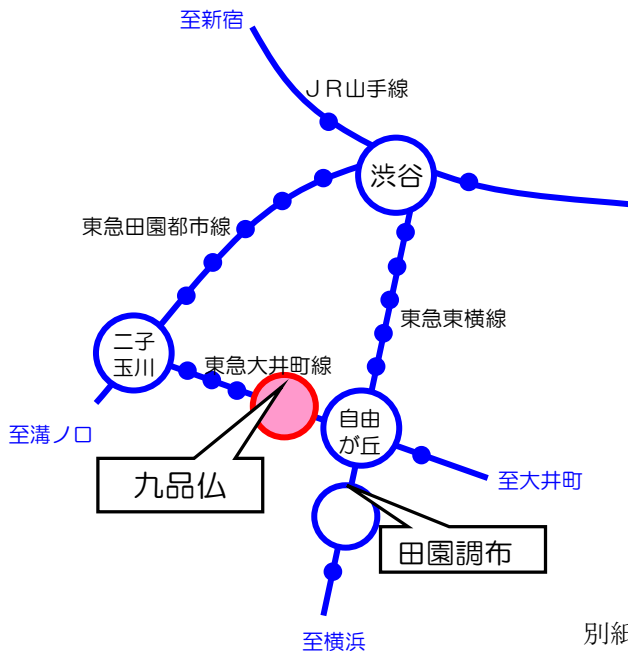 至新宿
JR山手線
渋谷
東急田園都市線
東急東横線
二子
玉川
東急大井町線
自由
が丘
至溝ノ口
九品仏
至大井町
田園調布
至横浜
別紙